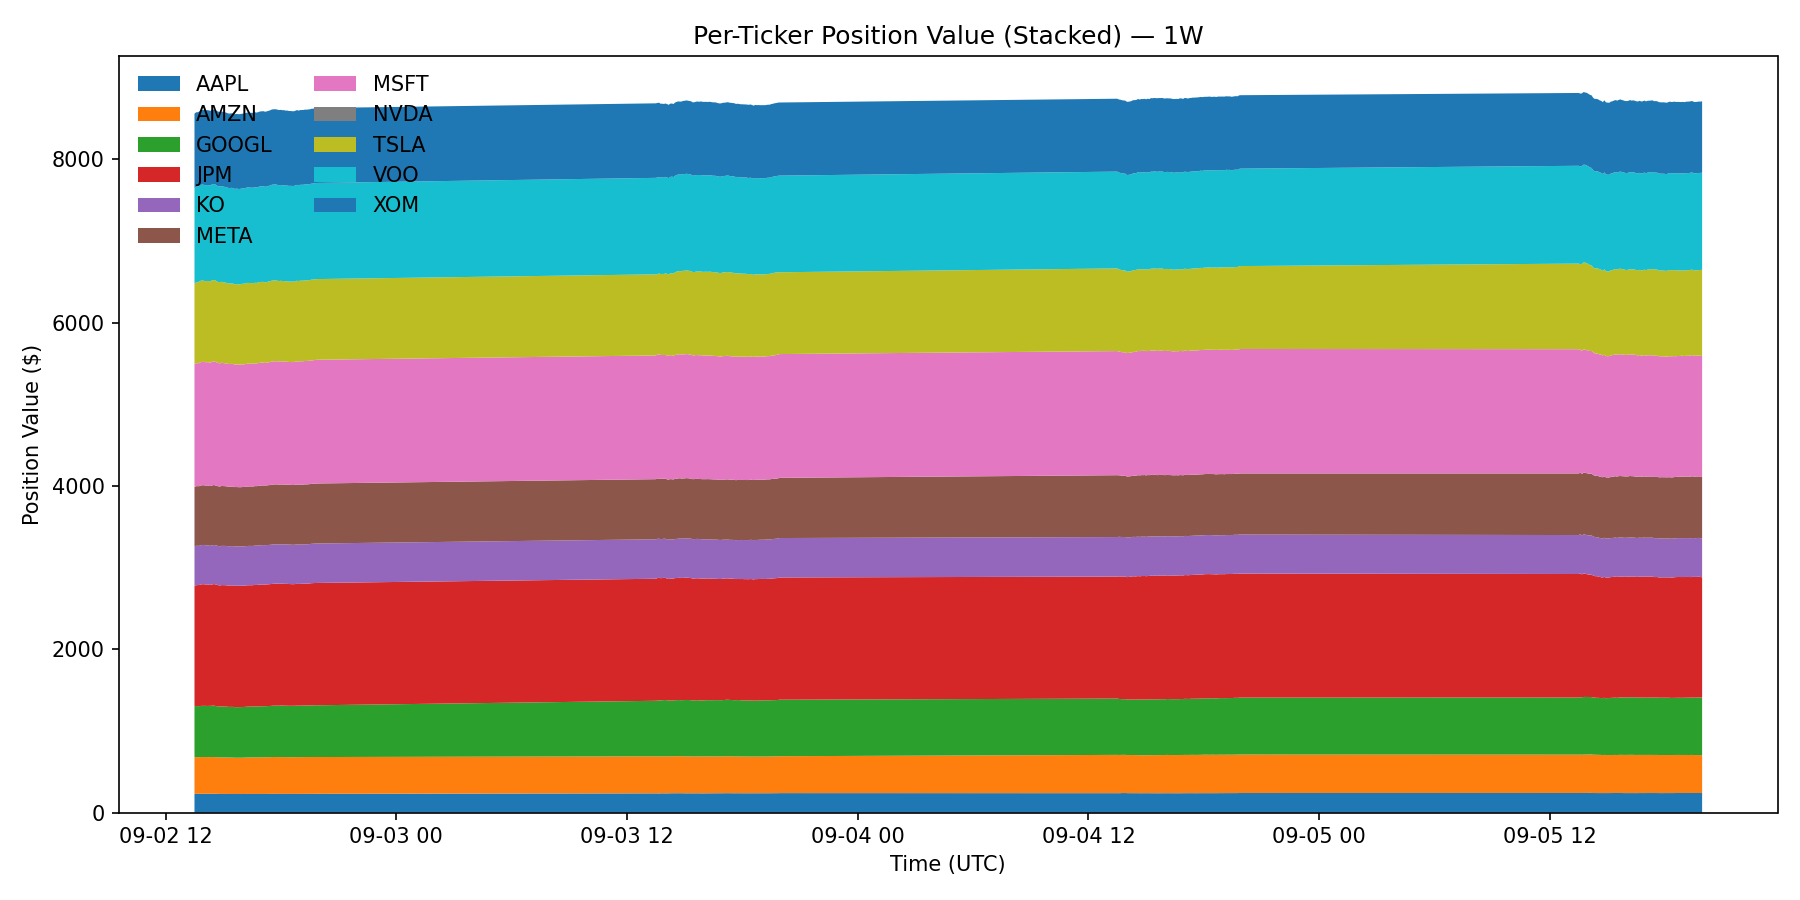 Per-Ticker Position Value (Stacked) — 1W
AAPL
AMZN
GOOGL
JPM
KO
META
MSFT
NVDA
TSLA
VOO
XOM
Position Value ($)
8000
6000
4000
2000
0
09-02 12
09-03 00
09-03 12
09-04 00
09-04 12
09-05 00
09-05 12
Time (UTC)